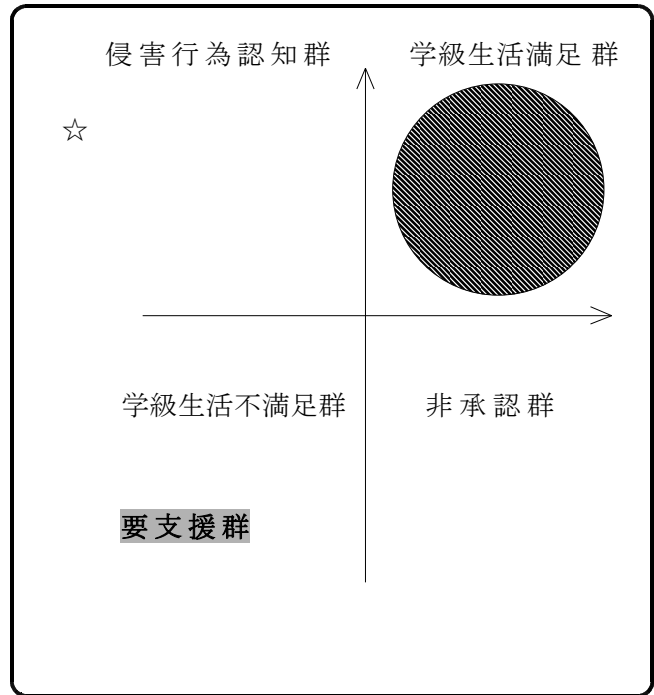 侵害行為認知群
学級生活満足群
☆
学級生活不満足群
非承認群
要支援群